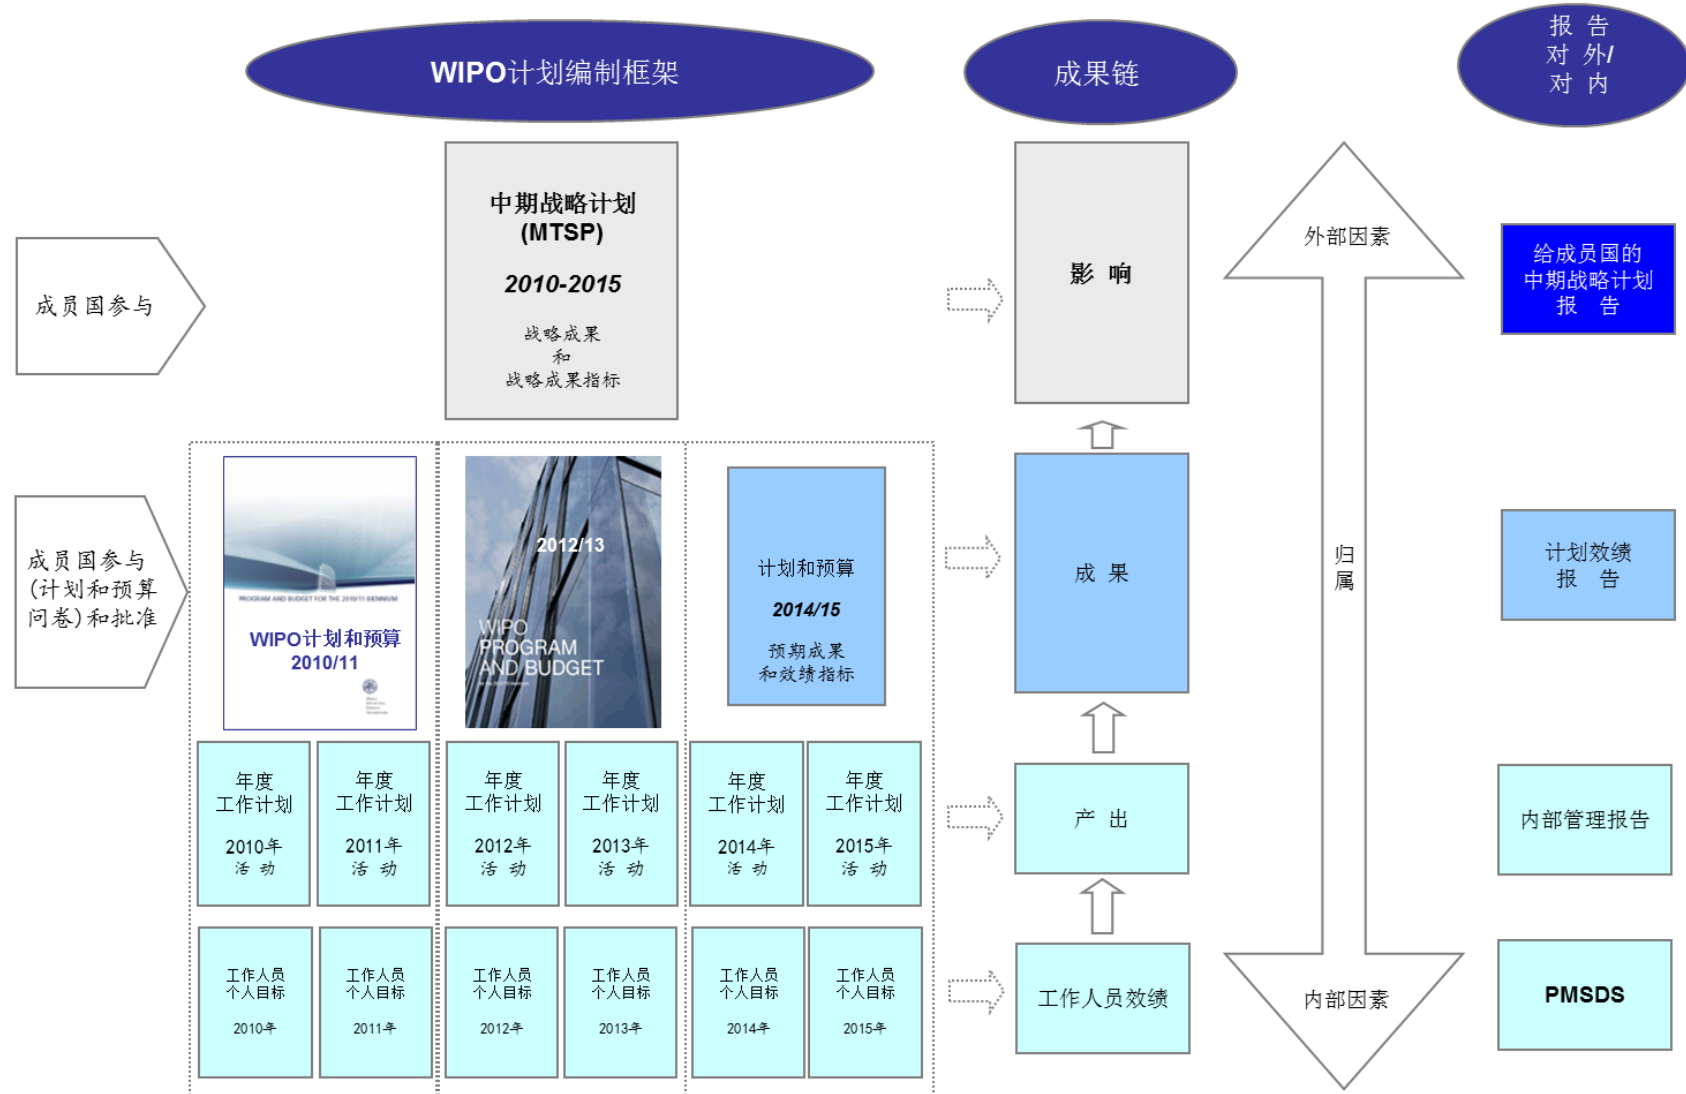 WIPO计划编制框架
成果链
报 告
对 外/
对 内
中期战略计划
(MTSP)
2010-2015
战略成果
和
战略成果指标
成员国参与
影 响
外部因素
给成员国的
中期战略计划
报 告
成员国参与
(计划和预算
问卷)和批准
PROGRAM AND BUDGET FOR THE 2010/11 BIENNIUM
WIPO计划和预算
2010/11
2012/13
WIPO
PROGRAM
AND BUDGET
计划和预算
2014/15
预期成果
和效绩指标
成 果
归
属
计划效绩
报 告
年度
工作计划
2010年
活 动
年度
工作计划
2011年
活 动
年度
工作计划
2012年
活 动
年度
工作计划
2013年
活 动
年度
工作计划
2014年
活 动
年度
工作计划
2015年
活 动
产 出
内部管理报告
工作人员
个人目标
2010年
工作人员
个人目标
2011年
工作人员
个人目标
2012年
工作人员
个人目标
2013年
工作人员
个人目标
2014年
工作人员
个人目标
2015年
工作人员效绩
内部因素
PMSDS